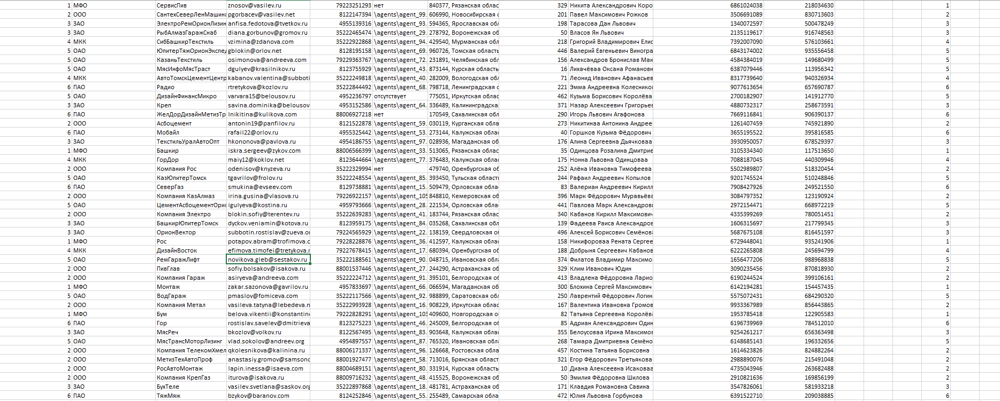 1 МФО СервисПив znosov@vasilev.ru 79223251293 нет 840377, Рязанская облас 329 Никита Александрович Коро 6861024038 218034630 1
2 ООО СантехСеверЛенМашина pgorbacev@vasilev.net 8122147394 \agents\agent_99. 606990, Новосибирская о 201 Павел Максимович Рожков 3506691089 830713603 2
3 ЗАО ЭлектроРемОрионЛизин anfisa.fedotova@tvetkov.ru 4955139316 \agents\agent_93. 594365, Ярославская обл 198 Тарасова Дан Львович 1340072597 500478249 3
3 ЗАО РыбАлмазГаражСнаб diana.gorbunov@gromov.ru 35222465474 \agents\agent_29. 278792, Воронежская об 50 Власов Ян Львович 2135119617 916748563 3
4 МКК СибБашкирТекстиль vzimina@zdanova.com 35222922868 \agents\agent_94. 429540, Мурманская обл 218 Григорий Владимирович Елис 7392007090 576103661 4
5 ОАО ЮпитерТяжОрионЭкспед gblokin@orlov.net 8128195158 \agents\agent_69. 960726, Томская область 446 Валерий Евгеньевич Виногра 6843174002 935556458 5
5 ОАО КазаньТекстиль osimonova@andreeva.com 79229363767 \agents\agent_72. 231891, Челябинская обл 156 Александров Бронислав Мак 4584384019 149680499 5
5 ОАО МясИнфоМясТраст dgulyev@krasilnikov.ru 8123755929 \agents\agent_43. 873144, Курская область 16 Лихачёваа Оксана Романовн 6387079446 113956342 5
4 МКК АвтоТомскЦементЦентр kabanov.valentina@subboti 35222249818 \agents\agent_40. 282009, Вологодская об 71 Леонид Иванович Афанасьев 8317739640 940326934 4
6 ПАО Радио rtretykova@kozlov.ru 35222844492 \agents\agent_68. 798718, Ленинградская о 221 Эмма Андреевна Колеснико 9077613654 657690787 6
5 ОАО ДизайнФинансМикро varvara15@belousov.ru 4952236797 отсутствует 775051, Иркутская облас 462 Кузьма Борисович Королёва 2700182907 141912770 5
3 ЗАО Креп savina.dominika@belousov 4953152586 \agents\agent_64. 336489, Калининградская 371 Назар Алексеевич Григорьев 4880732317 258673591 3
6 ПАО ЖелДорДизайнМетизТр lnikitina@kulikova.com 88006927218 нет 170549, Сахалинская обл 290 Игорь Львович Агафонова 7669116841 906390137 6
2 ООО Асбоцемент antonin19@panfilov.ru 8121522878 \agents\agent_59. 030119, Курганская обл 273 Никитинаа Антонина Андрее 1261407459 745921890 2
6 ПАО Мобайл rafail22@orlov.ru 4955325442 \agents\agent_53. 273144, Калужская обл 40 Горшков Кузьма Фёдорович 3655195522 395816585 6
3 ЗАО ТекстильУралАвтоОпт hkononova@pavlova.ru 4954186755 \agents\agent_97. 028936, Магаданская об 176 Алина Сергеевна Дьячковаа 3930950057 678529397 3
1 МФО Башкир iskra.sergeev@zykov.com 88006566399 \agents\agent_33. 513065, Рязанская облас 35 Одинцова Розалина Дмитрие 3105334340 117513650 1
4 МКК ГорДор maiy12@koklov.net 8123644664 \agents\agent_77. 376483, Калужская облас 175 Нонна Львовна Одинцоваа 7088187045 440309946 4
2 ООО Компания Рос odenisov@knyzeva.ru 35222329994 нет 479740, Оренбургская об 252 Алёна Ивановна Тимофеева 5502989807 518320454 2
5 ОАО КазЮпитерТомск tgavrilov@frolov.ru 35222248554 \agents\agent_85. 393450, Тульская область 244 Рафаил Андреевич Копылов 9201745524 510248846 5
6 ПАО СеверГаз smukina@evseev.com 8129738881 \agents\agent_15. 509479, Орловская облас 83 Валериан Андреевич Кирилл 7908427926 249521550 6
2 ООО Компания КазАлмаз irina.gusina@vlasova.ru 79226922157 \agents\agent_105 848810, Кемеровская об 396 Марк Фёдорович Муравьёва 3084797352 123190924 2
5 ОАО ЦементАсбоцементОрио igulyeva@kostina.ru 4959793666 \agents\agent_28. 221534, Орловская облас 441 Павлова Марк Александрови 2972154471 668972219 5
2 ООО Компания Электро blokin.sofiy@terentev.ru 35222639283 \agents\agent_41. 183744, Рязанская облас 340 Кабанов Кирилл Максимович 4335399269 780051451 2
3 ЗАО БашкирЮпитерТомск dyckov.veniamin@kotova.ru 8123959175 \agents\agent_84. 035268, Сахалинская обл 139 Фадеева Раиса Александров 1606315697 217799345 3
3 ЗАО ОрионВектор subbotin.rostislav@zueva.or 79224565929 \agents\agent_22. 138159, Свердловская об 496 Алексей Борисович Семёнова 5687675108 816451597 3
1 МФО Рос potapov.abram@trofimova.c 79228228876 \agents\agent_36. 412597, Калужская облас 158 Никифороваа Рената Сергее 6729448041 935241906 1
4 МКК ДизайнВосток efimova.timofei@tretykova.r 79227678415 \agents\agent_17. 680394, Оренбургская об 188 Добрыня Сергеевич Кабанов 6222265808 245694799 4
5 ОАО РемГаражЛифт novikova.gleb@sestakov.ru 35222188561 \agents\agent_90. 048715, Ивановская облас 374 Филатов Владимир Максимо 1656477206 988968838 5
2 ООО ПивГлав sofiy.bolsakov@isakova.ru 88001537446 \agents\agent_27. 244290, Астраханская об 329 Клим Иванович Юдин 3090235456 870818930 2
2 ООО Компания Гараж asiryeva@andreeva.com 35222224712 \agents\agent_91. 395101, Белгородская об 413 Владлена Фёдоровна Ларио 6190244524 399106161 2
1 МФО Монтаж zakar.sazonova@gavrilov.ru 4957833697 \agents\agent_66. 066594, Магаданская об 300 Блохина Сергей Максимович 6142194281 154457435 1
5 ОАО ВодГараж pmaslov@fomiceva.com 35222117566 \agents\agent_92. 988899, Саратовская обл 250 Лаврентий Фёдорович Логин 5575072431 684290320 5
2 ООО Компания Метал vasileva.tatyna@lebedeva.n 35222993928 \agents\agent_16. 908229, Иркутская облас 167 Валентина Ивановна Громов 9933367989 856443865 2
1 МФО Бум belova.vikentii@konstantino 79222828291 \agents\agent_103 409600, Новгородская об 82 Татьяна Сергеевна Королёва 1953785418 122905583 1
6 ПАО Гор rostislav.savelev@dmitrieva 8123275223 \agents\agent_46. 245009, Белгородская об 85 Адриан Александрович Один 6196739969 784512010 6
3 ЗАО МясРеч bkozlov@volkov.ru 8122567495 \agents\agent_83. 903648, Калужская облас 355 Белоусоваа Ирина Максимов 9254261217 656363498 3
5 ОАО МясТрансМоторЛизинг vlad.sokolov@andreev.org 4954897557 \agents\agent_87. 765320, Ивановская обла 268 Тамара Дмитриевна Семёно 6148685143 196332656 5
2 ООО Компания ТелекомХмел qkolesnikova@kalinina.ru 88006171337 \agents\agent_96. 126668, Ростовская обла 457 Костина Татьяна Борисовна 1614623826 824882264 2
2 ООО МетизТехАвтоПроф anastasiy.gromov@samsono 88001927477 \agents\agent_58. 713016, Брянская област 321 Егор Фёдорович Третьякова 2988890076 215491048 2
2 ООО РосАвтоМонтаж lapin.inessa@isaeva.com 88004689151 \agents\agent_80. 331914, Курская область 10 Диана Алексеевна Исаковаа 4735043946 263682488 2
2 ООО Компания КрепГаз iturova@isakova.ru 88009716232 \agents\agent_48. 415525, Воронежская об 50 Эмилия Фёдоровна Шилова 2910821636 169856199 2
3 ЗАО БухТеле vasilev.svetlana@saskov.org 35222897868 \agents\agent_18. 481781, Астраханская об 171 Клавдия Романовна Савина 3547826061 581933218 3
6 ПАО ТяжМяж bzykov@baranov.com 8124252846 \agents\agent_55. 255489, Самарская обла 472 Юлия Львовна Горбунова 6391522710 209038885 6